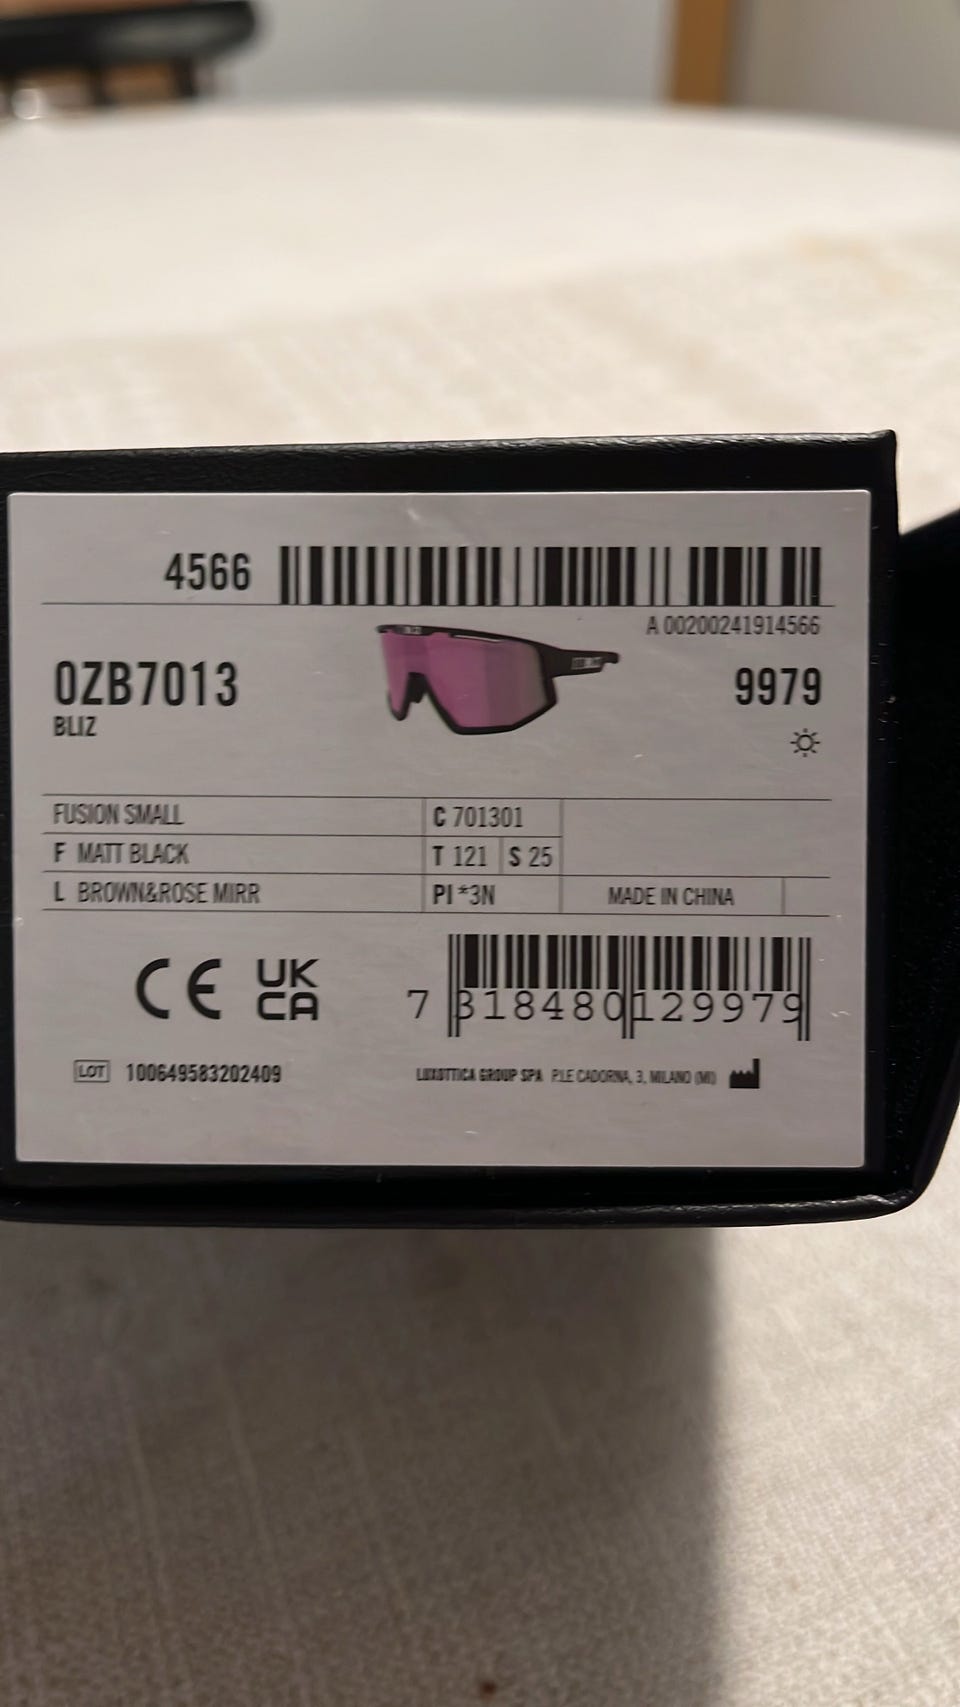 4566
A 00200241914566
0ZB7013
9979
BLIZ
FUSION SMALL C 701301
F MATT BLACK T 121 S 25
L BROWN&ROSE MIRR PI *3N MADE IN CHINA
CE UK CA
7 318480 129979
LOT 100649583202409
LUXOTTICA GROUP SPA P.LE CADORNA, 3, MILANO (MI)